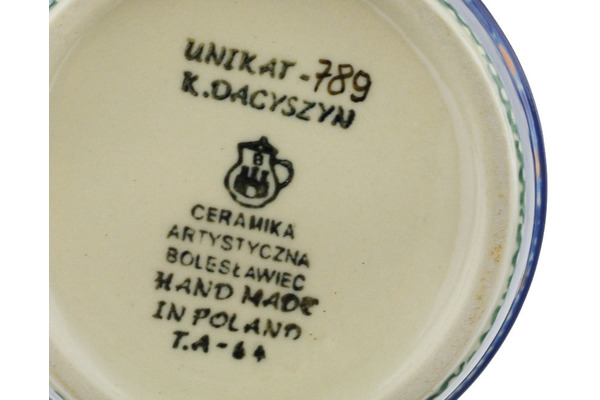 UNIKAT-789
K.DACYSZYN
B
CERAMIKA
ARTYSTYCZNA
BOLESŁAWIEC
HAND MADE
IN POLAND
T.A-64